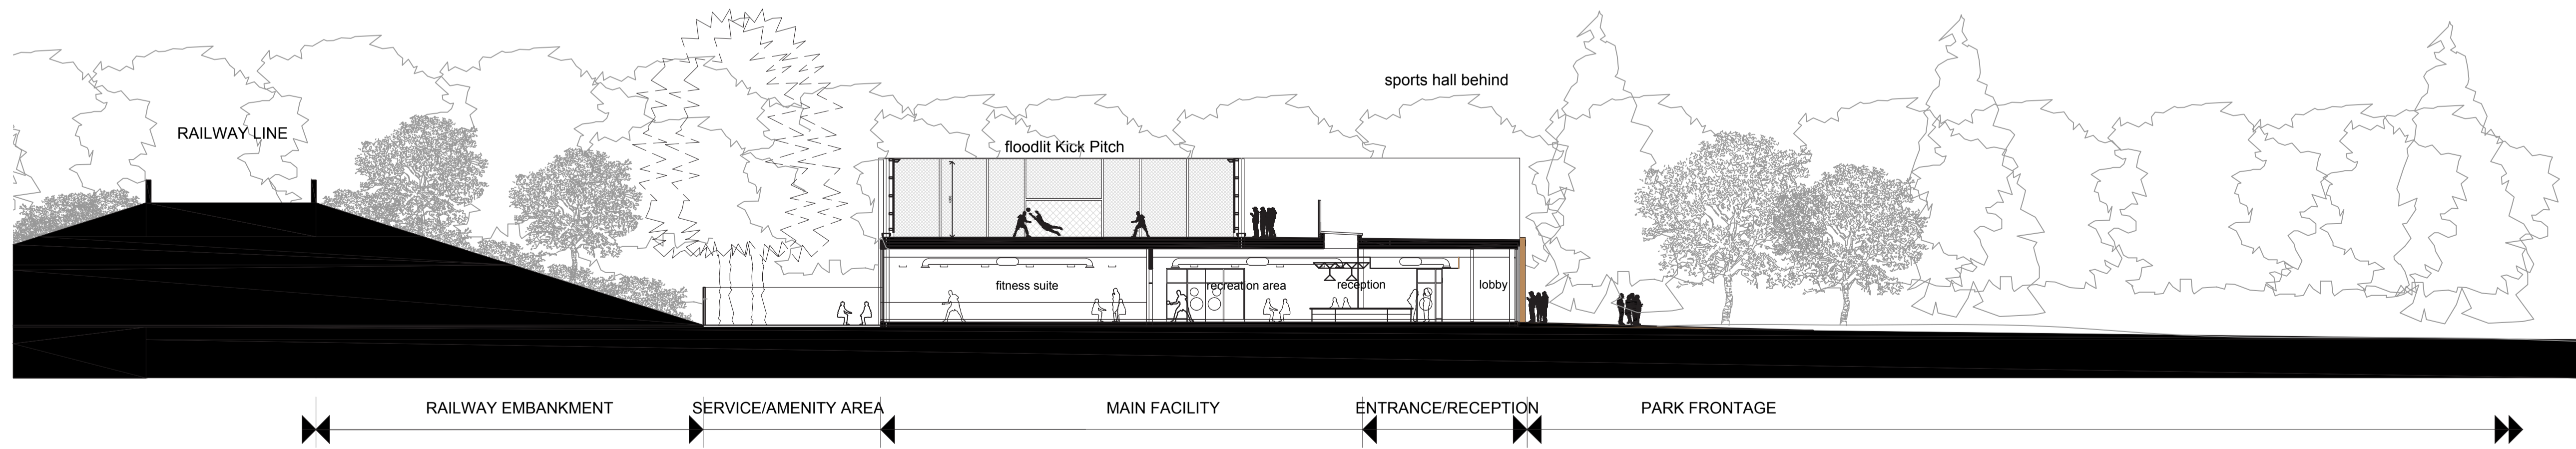 sports hall behind
RAILWAY LINE
floodlit Kick Pitch
fitness suite
recreation area
reception
lobby
RAILWAY EMBANKMENT
SERVICE/AMENITY AREA
MAIN FACILITY
ENTRANCE/RECEPTION
PARK FRONTAGE